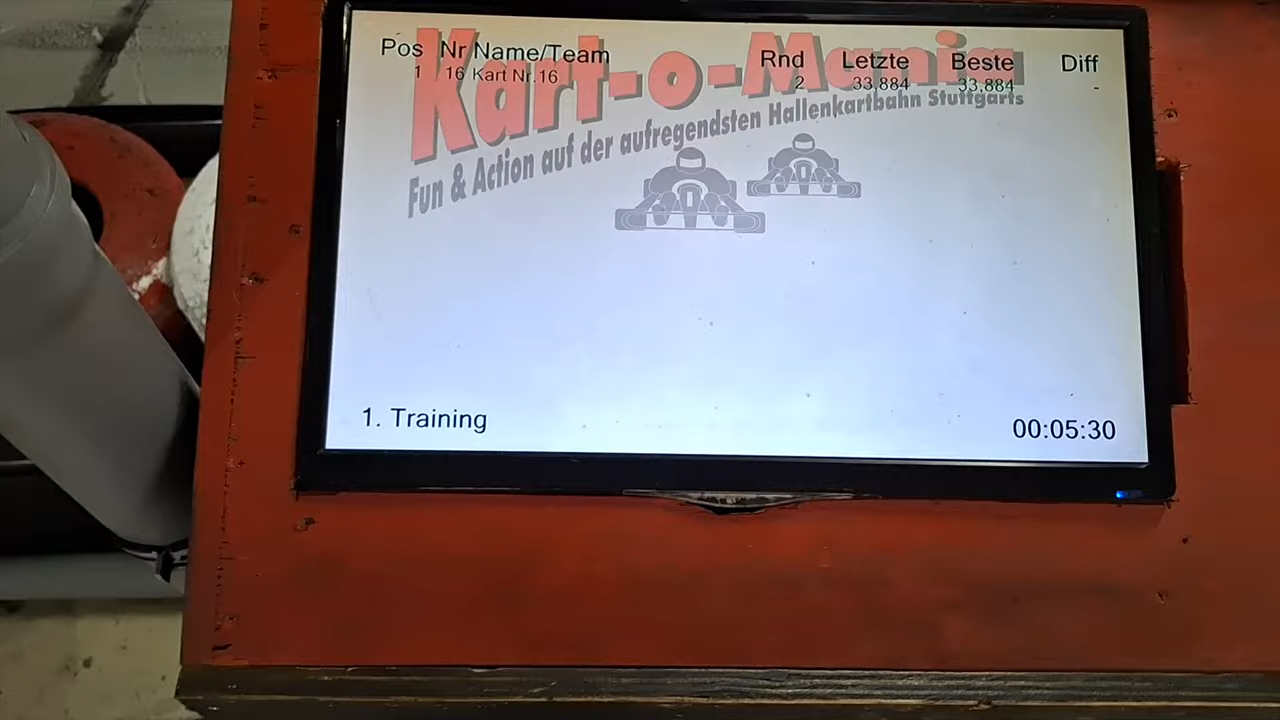 Pos Nr Name/Team Rnd Letzte Beste Diff
1 16 Kart Nr.16 2 33,884 33,884 -
Kart-o-Mania
Fun & Action auf der aufregendsten Hallenkartbahn Stuttgarts
1. Training 00:05:30